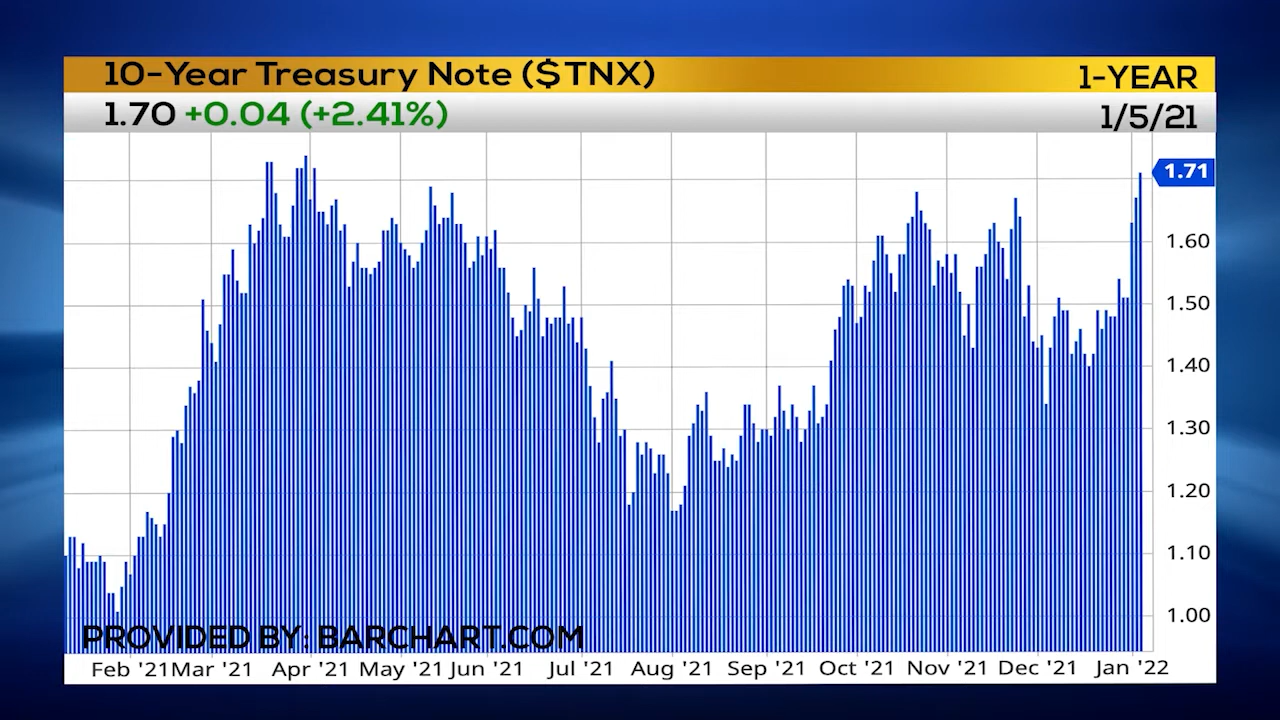 10-Year Treasury Note ($TNX)
1-YEAR
1.70 +0.04 (+2.41%)
1/5/21
1.71
1.60
1.50
1.40
1.30
1.20
1.10
1.00
PROVIDED BY: BARCHART.COM
Feb '21 Mar '21 Apr '21 May '21 Jun '21 Jul '21 Aug '21 Sep '21 Oct '21 Nov '21 Dec '21 Jan '22